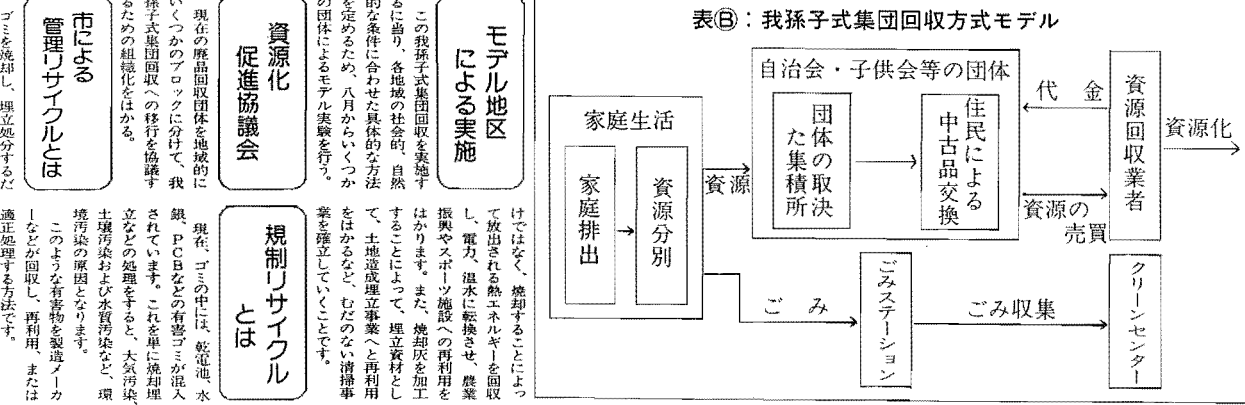 モデル地区
による実施
この我孫子式集団回収を実施す
るに当り、各地域の社会的、自然
的な条件に合わせた具体的な方法
を定めるため、八月からいくつか
の団体によるモデル実験を行う。
資源化
促進協議会
現在の廃品回収団体を地域的に
いくつかのブロックに分けて、我
孫子式集団回収への移行を協議す
るための組織化をはかる。
市による
管理リサイクルとは
ゴミを焼却し、埋立処分するだ
けではなく、焼却することによっ
て放出される熱エネルギーを回収
し、電力、温水に転換させ、農業
振興やスポーツ施設への再利用を
はかります。また、焼却灰を加工
することによって、埋立資材とし
て、土地造成埋立事業へと再利用
をはかるなど、むだのない清掃事
業を確立していくことです。
規制リサイクル
とは
現在、ゴミの中には、乾電池、水
銀、PCBなどの有害ゴミが混入
されています。これを単に焼却埋
立などの処理をすると、大気汚染、
土壌汚染および水質汚染など、環
境汚染の原因となります。
このような有害物を製造メーカ
ーなどが回収し、再利用、または
適正処理する方法です。
表Ⓑ：我孫子式集団回収方式モデル
家庭生活
家庭排出
資源分別
資源
自治会・子供会等の団体
団体の取決
た集積所
住民による
中古品交換
代金
資源の
売買
資源回収業者
資源化
ごみ
ごみステーション
ごみ収集
クリーンセンター